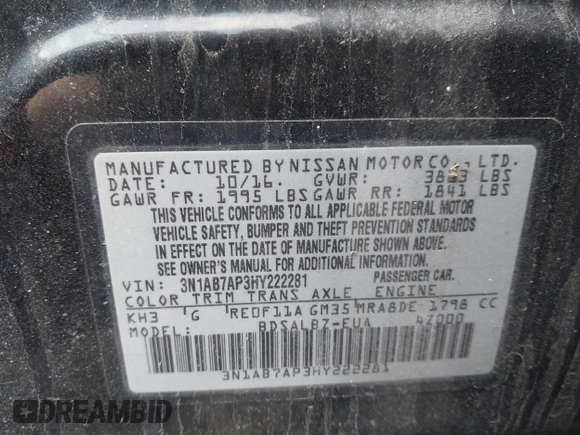 MANUFACTURED BY NISSAN MOTOR CO., LTD.
DATE: 10/16. GVWR: LBS
GAWR FR: 1995 LBS GAWR RR: 1841 LBS
THIS VEHICLE CONFORMS TO ALL APPLICABLE FEDERAL MOTOR
VEHICLE SAFETY, BUMPER AND THEFT PREVENTION STANDARDS
IN EFFECT ON THE DATE OF MANUFACTURE SHOWN ABOVE.
SEE OWNER'S MANUAL FOR ADDITIONAL INFORMATION.
VIN: 3N1AB7AP3HY222281 PASSENGER CAR.
COLOR TRIM TRANS AXLE ENGINE
KH3 G RE0F11A GM35 MRA8DE 1798 CC
MODEL: BDSALBZ-EUA 47000
3N1AB7AP3HY222281
DREAMBID